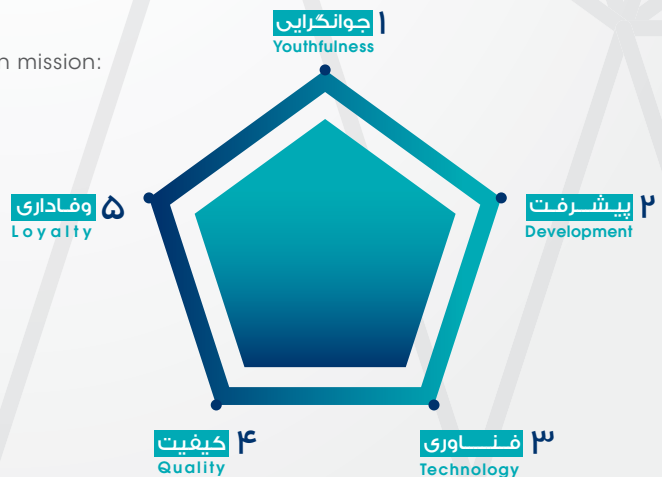 ۱ جوانگرایی
Youthfulness
n mission:
۲ پیشرفت
Development
۳ فناوری
Technology
۴ کیفیت
Quality
۵ وفاداری
Loyalty